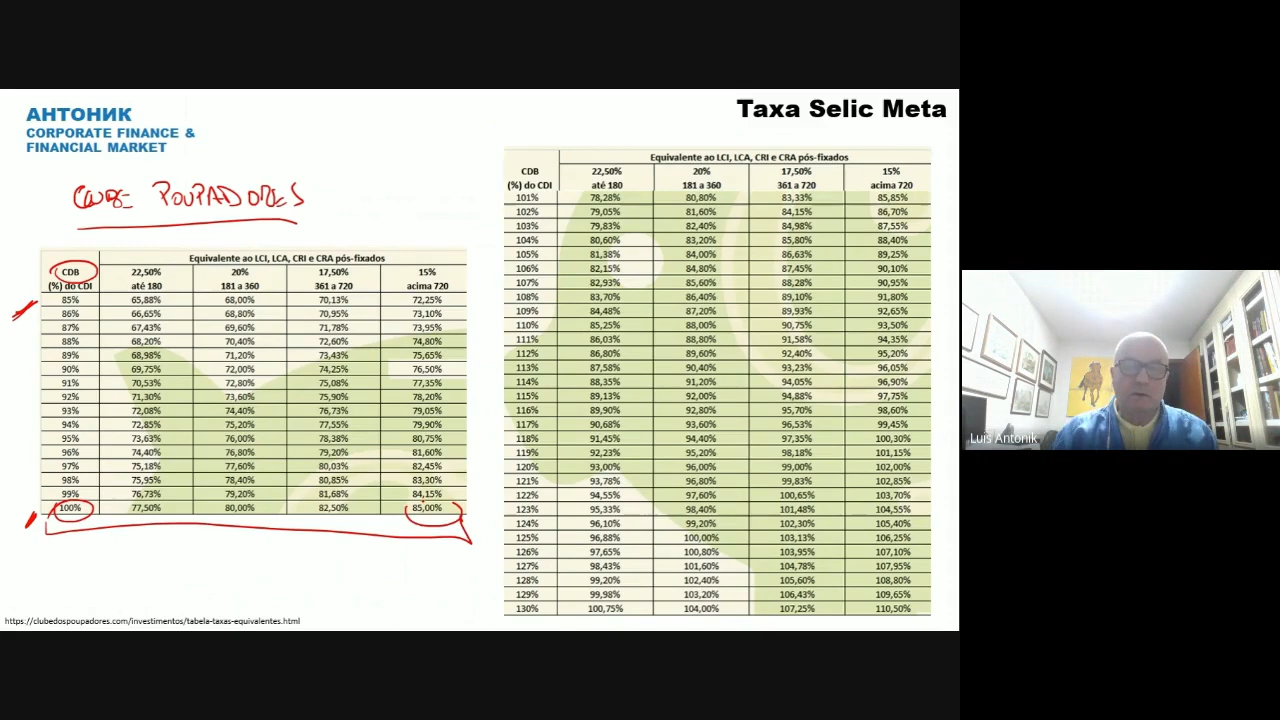 АНТОНИК
CORPORATE FINANCE &
FINANCIAL MARKET
Taxa Selic Meta
POUPADORES
Equivalente ao LCI, LCA, CRI e CRA pós-fixados
CDB 22,50% 20% 17,50% 15%
(%) do CDI até 180 181 a 360 361 a 720 acima 720
85% 65,88% 68,00% 70,13% 72,25%
86% 66,65% 68,80% 70,95% 73,10%
87% 67,43% 69,60% 71,78% 73,95%
88% 68,20% 70,40% 72,60% 74,80%
89% 68,98% 71,20% 73,43% 75,65%
90% 69,75% 72,00% 74,25% 76,50%
91% 70,53% 72,80% 75,08% 77,35%
92% 71,30% 73,60% 75,90% 78,20%
93% 72,08% 74,40% 76,73% 79,05%
94% 72,85% 75,20% 77,55% 79,90%
95% 73,63% 76,00% 78,38% 80,75%
96% 74,40% 76,80% 79,20% 81,60%
97% 75,18% 77,60% 80,03% 82,45%
98% 75,95% 78,40% 80,85% 83,30%
99% 76,73% 79,20% 81,68% 84,15%
100% 77,50% 80,00% 82,50% 85,00%
Equivalente ao LCI, LCA, CRI e CRA pós-fixados
CDB 22,50% 20% 17,50% 15%
(%) do CDI até 180 181 a 360 361 a 720 acima 720
101% 78,28% 80,80% 83,33% 85,85%
102% 79,05% 81,60% 84,15% 86,70%
103% 79,83% 82,40% 84,98% 87,55%
104% 80,60% 83,20% 85,80% 88,40%
105% 81,38% 84,00% 86,63% 89,25%
106% 82,15% 84,80% 87,45% 90,10%
107% 82,93% 85,60% 88,28% 90,95%
108% 83,70% 86,40% 89,10% 91,80%
109% 84,48% 87,20% 89,93% 92,65%
110% 85,25% 88,00% 90,75% 93,50%
111% 86,03% 88,80% 91,58% 94,35%
112% 86,80% 89,60% 92,40% 95,20%
113% 87,58% 90,40% 93,23% 96,05%
114% 88,35% 91,20% 94,05% 96,90%
115% 89,13% 92,00% 94,88% 97,75%
116% 89,90% 92,80% 95,70% 98,60%
117% 90,68% 93,60% 96,53% 99,45%
118% 91,45% 94,40% 97,35% 100,30%
119% 92,23% 95,20% 98,18% 101,15%
120% 93,00% 96,00% 99,00% 102,00%
121% 93,78% 96,80% 99,83% 102,85%
122% 94,55% 97,60% 100,65% 103,70%
123% 95,33% 98,40% 101,48% 104,55%
124% 96,10% 99,20% 102,30% 105,40%
125% 96,88% 100,00% 103,13% 106,25%
126% 97,65% 100,80% 103,95% 107,10%
127% 98,43% 101,60% 104,78% 107,95%
128% 99,20% 102,40% 105,60% 108,80%
129% 99,98% 103,20% 106,43% 109,65%
130% 100,75% 104,00% 107,25% 110,50%
https://clubedospoupadores.com/investimentos/tabela-taxas-equivalentes.html
Luis Antonik